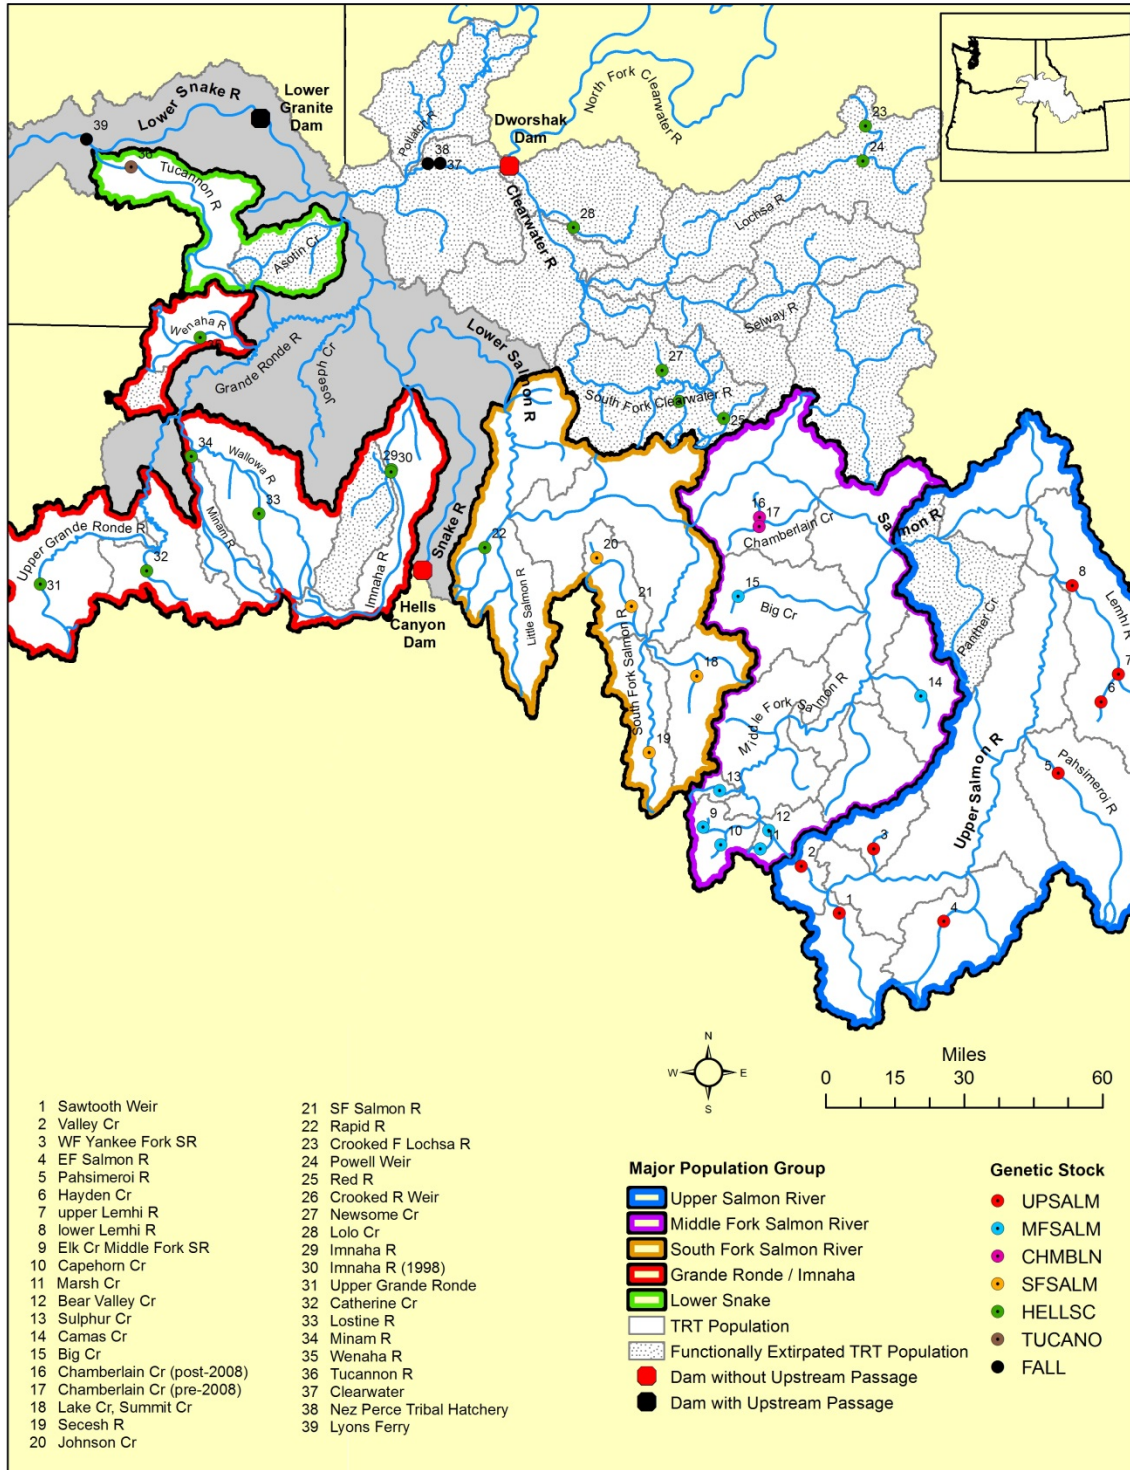 39
Lower Snake R
Lower
Granite
Dam
36
Tucannon R
Asotin Cr
Potlatch R
38
37
Dworshak
Dam
North Fork Clearwater R
Clearwater R
28
23
24
Lochsa R
Selway R
Wenaha R
Grande Ronde R
Joseph Cr
Lower Salmon R
27
South Fork Clearwater R
25
34
Wallowa R
33
Minam R
29
30
Imnaha R
Snake R
Hells
Canyon
Dam
Upper Grande Ronde R
31
32
22
Little Salmon R
20
21
South Fork Salmon R
18
19
16
17
Chamberlain Cr
15
Big Cr
Salmon R
Panther Cr
14
Middle Fork Salmon R
13
9
10
12
11
8
Lemhi R
7
6
5
Pahsimeroi R
Upper Salmon R
3
2
1
4
N
W
E
S
Miles
0 15 30 60
1 Sawtooth Weir
2 Valley Cr
3 WF Yankee Fork SR
4 EF Salmon R
5 Pahsimeroi R
6 Hayden Cr
7 upper Lemhi R
8 lower Lemhi R
9 Elk Cr Middle Fork SR
10 Capehorn Cr
11 Marsh Cr
12 Bear Valley Cr
13 Sulphur Cr
14 Camas Cr
15 Big Cr
16 Chamberlain Cr (post-2008)
17 Chamberlain Cr (pre-2008)
18 Lake Cr, Summit Cr
19 Secesh R
20 Johnson Cr
21 SF Salmon R
22 Rapid R
23 Crooked F Lochsa R
24 Powell Weir
25 Red R
26 Crooked R Weir
27 Newsome Cr
28 Lolo Cr
29 Imnaha R
30 Imnaha R (1998)
31 Upper Grande Ronde
32 Catherine Cr
33 Lostine R
34 Minam R
35 Wenaha R
36 Tucannon R
37 Clearwater
38 Nez Perce Tribal Hatchery
39 Lyons Ferry
Major Population Group
Upper Salmon River
Middle Fork Salmon River
South Fork Salmon River
Grande Ronde / Imnaha
Lower Snake
TRT Population
Functionally Extirpated TRT Population
Dam without Upstream Passage
Dam with Upstream Passage
Genetic Stock
UPSALM
MFSALM
CHMBLN
SFSALM
HELLSC
TUCANO
FALL